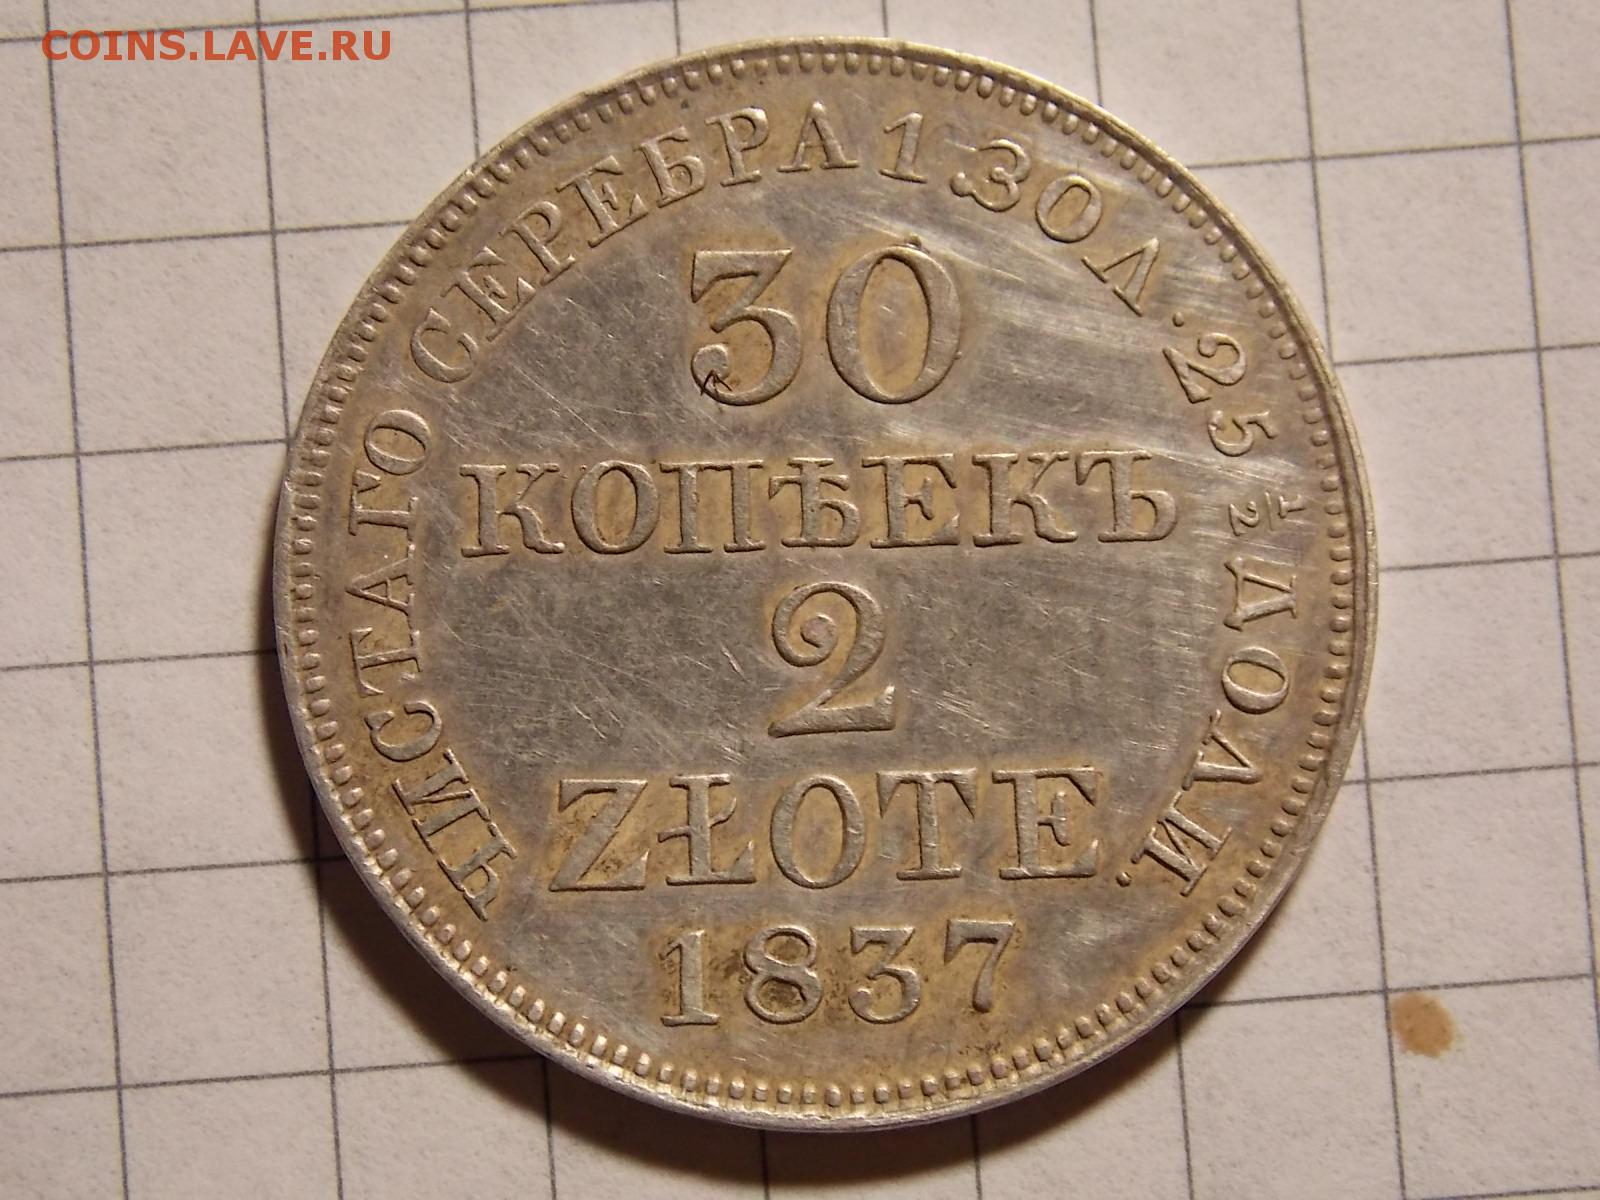 COINS.LAVE.RU
ЧИСТАГО СЕРЕБРА 1 ЗОЛ. 25 1/2 ДОЛИ.
30
КОПѢЕКЪ
2
ZŁOTE
1837